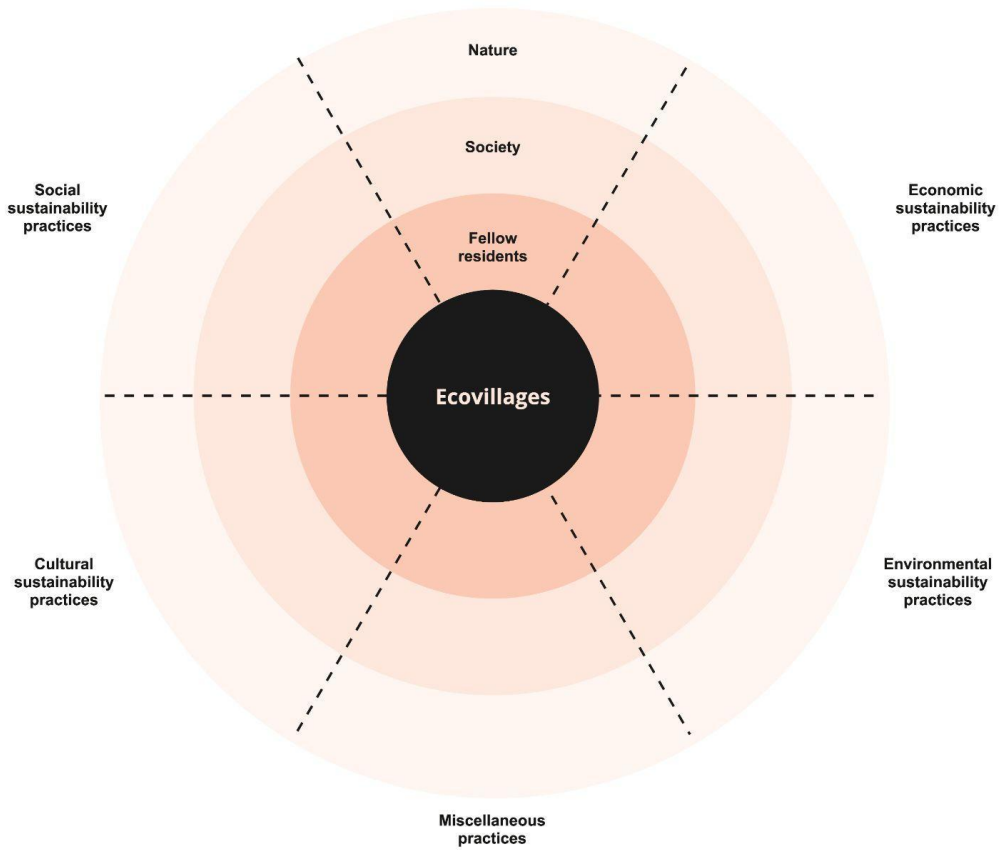 Nature
Society
Social
sustainability
practices
Economic
sustainability
practices
Fellow
residents
Ecovillages
Cultural
sustainability
practices
Environmental
sustainability
practices
Miscellaneous
practices